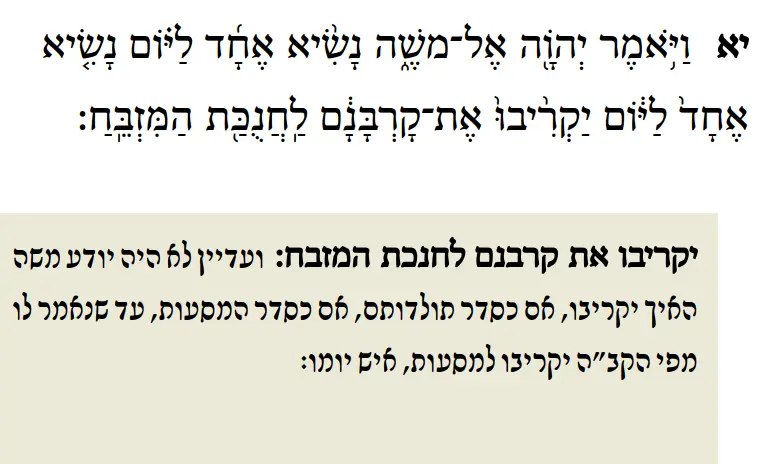 יא וַיֹּ֥אמֶר יְהוָֹ֖ה אֶל־משֶׁ֑ה נָשִׂ֨יא אֶחָ֜ד לַיּ֗וֹם נָשִׂ֤יא
אֶחָד֙ לַיּ֔וֹם יַקְרִ֨יבוּ֙ אֶת־קָרְבָּנָ֔ם לַֽחֲנֻכַּ֖ת הַמִּזְבֵּֽחַ:
יקריבו את קרבנם לחנכת המזבח: ועדיין לא היה יודע משה
האיך יקריבו, אם כסדר תולדותם, אם כסדר המסעות, עד שנאמר לו
מפי הקב"ה יקריבו למסעות, איש יומו: